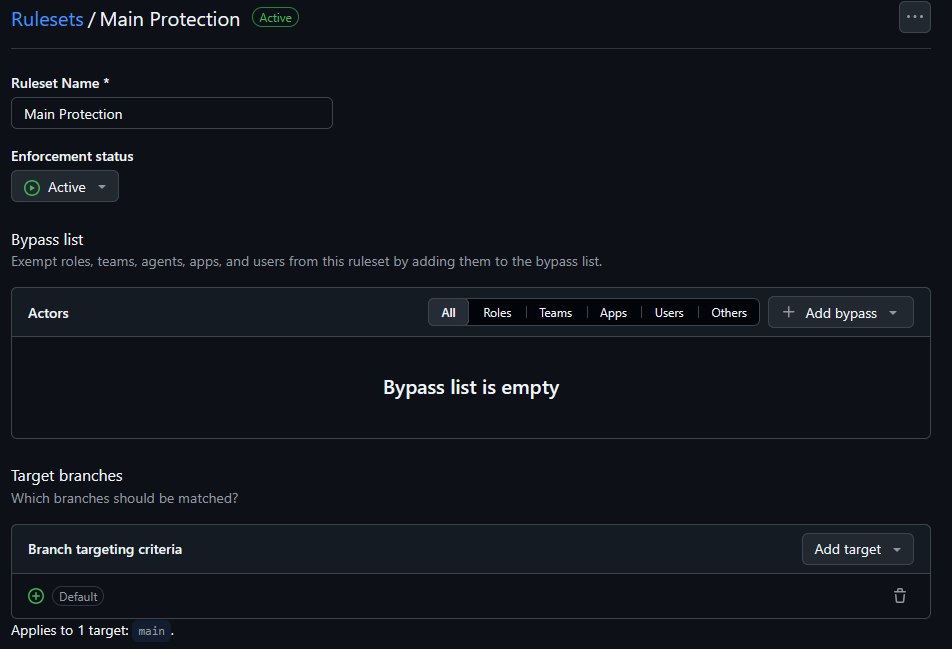 Rulesets / Main Protection Active
Ruleset Name *
Main Protection
Enforcement status
Active
Bypass list
Exempt roles, teams, agents, apps, and users from this ruleset by adding them to the bypass list.
Actors All Roles Teams Apps Users Others + Add bypass
Bypass list is empty
Target branches
Which branches should be matched?
Branch targeting criteria Add target
Default
Applies to 1 target: main .